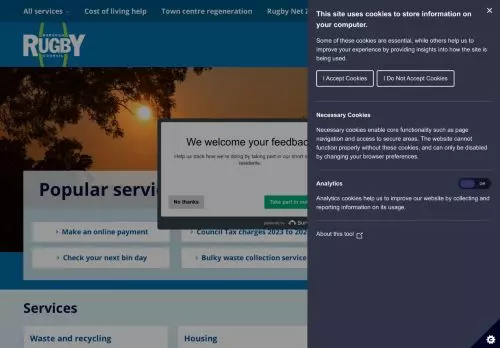 All services
Cost of living help
Town centre regeneration
Rugby Net Z
BOROUGH
RUGBY
COUNCIL
We welcome your feedback
Help us track how we're doing by taking part in our short
residents.
No thanks
Take part in
powered by
Popular servic
Make an online payment
Council Tax charges 2023 to 202
Check your next bin day
Bulky waste collection service
Services
Waste and recycling
Housing
This site uses cookies to store information on
your computer.
Some of these cookies are essential, while others help us to
improve your experience by providing insights into how the site is
being used.
I Accept Cookies
I Do Not Accept Cookies
Necessary Cookies
Necessary cookies enable core functionality such as page
navigation and access to secure areas. The website cannot
function properly without these cookies, and can only be disabled
by changing your browser preferences.
Analytics
Off
Analytics cookies help us to improve our website by collecting and
reporting information on its usage.
About this tool